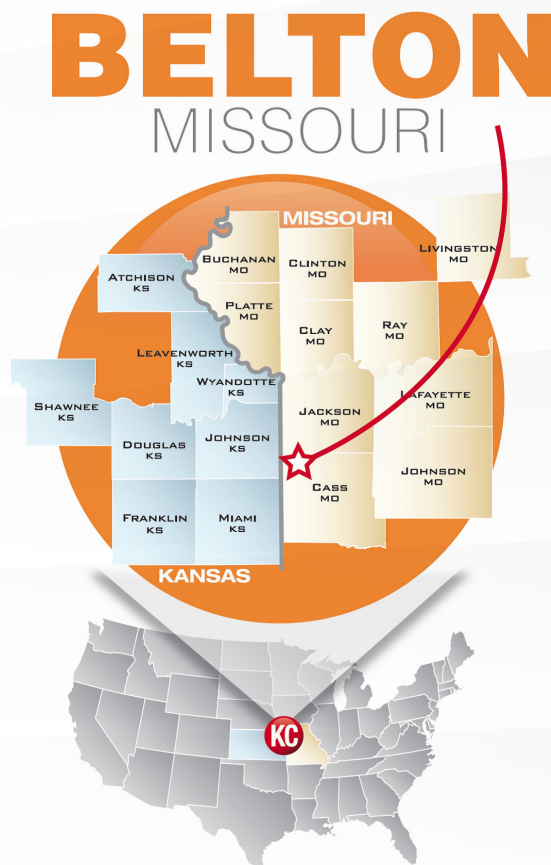 BELTON
MISSOURI
MISSOURI
LIVINGSTON
MO
BUCHANAN
MO
CLINTON
MO
ATCHISON
KS
PLATTE
MO
CLAY
MO
RAY
MO
LEAVENWORTH
KS
WYANDOTTE
KS
SHAWNEE
KS
JACKSON
MO
LAFAYETTE
MO
DOUGLAS
KS
JOHNSON
KS
JOHNSON
MO
CASS
MO
FRANKLIN
KS
MIAMI
KS
KANSAS
KC